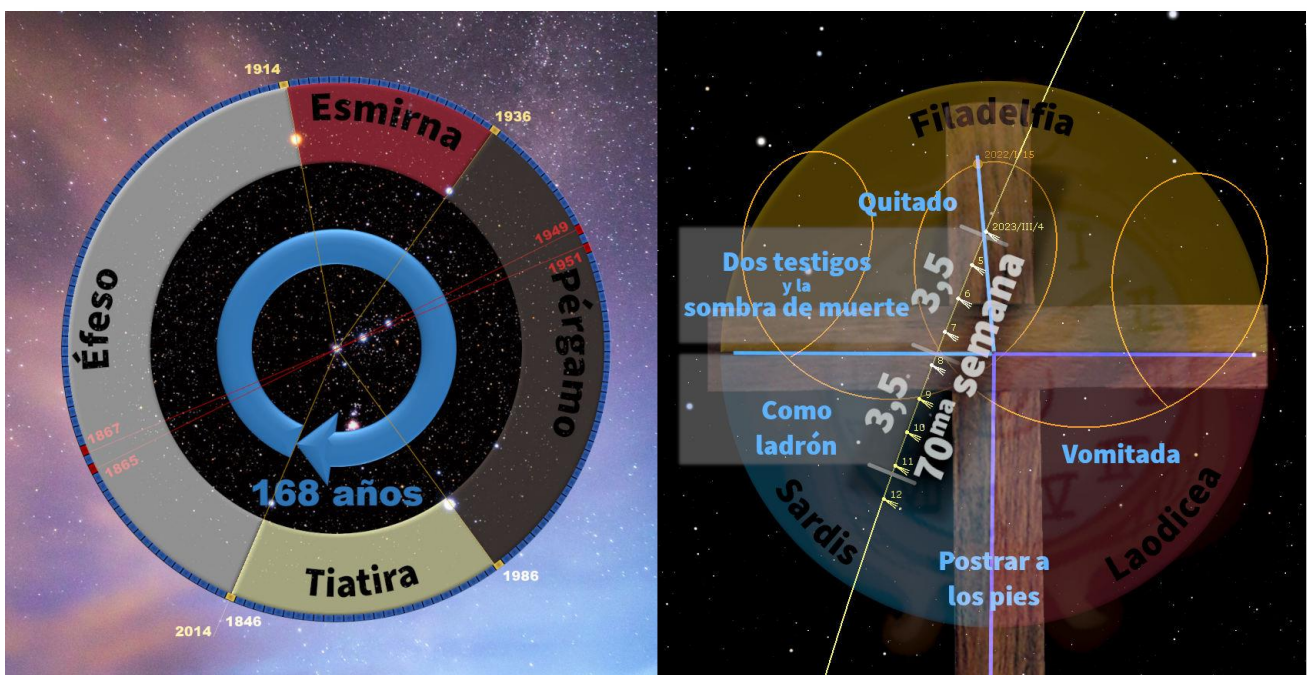 1914
Esmirna
1936
Éfeso
1949
1951
Pérgamo
1867
1865
168 años
Tiatira
1986
1846
2014
Filadelfia
2022/I/15
Quitado
2023/III/4
Dos testigos
y la
sombra de muerte
3,5
5
6
7
8
9
10
11
12
3,5
70ma semana
Como
ladrón
Vomitada
Sardis
Laodicea
Postrar a
los pies